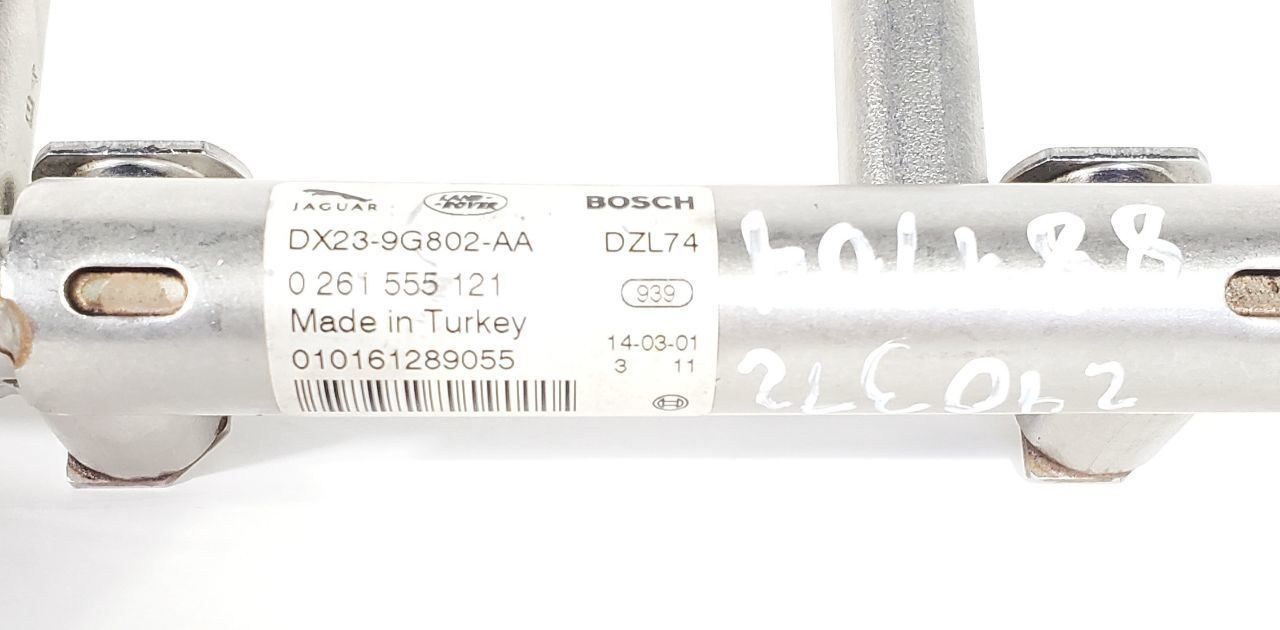 JAGUAR LAND ROVER BOSCH
DX23-9G802-AA DZL74
0 261 555 121 939
Made in Turkey 14-03-01
010161289055 3 11